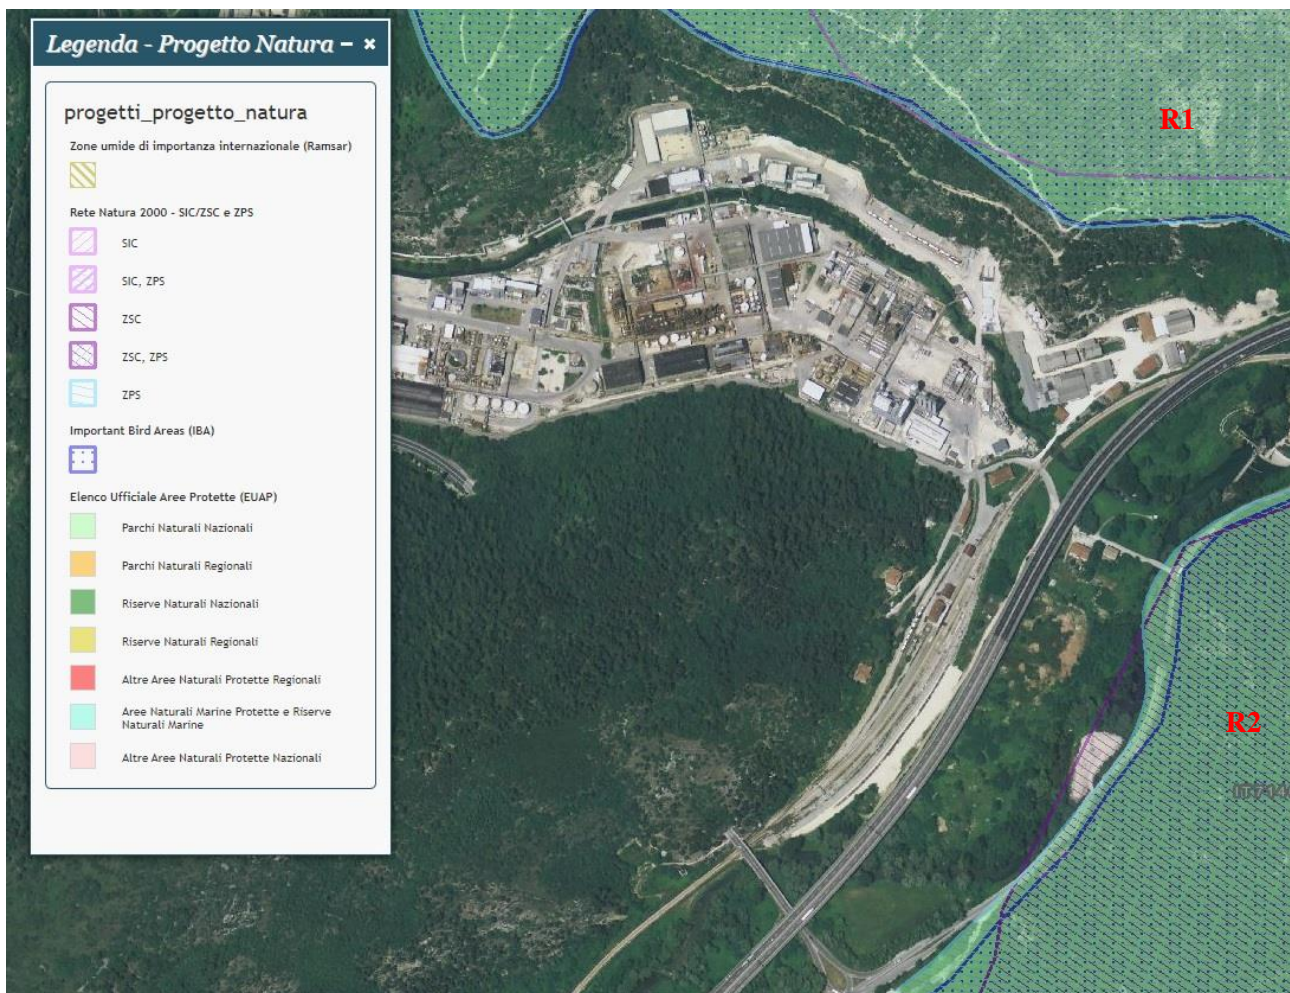 Legenda - Progetto Natura
progetti_progetto_natura
Zone umide di importanza internazionale (Ramsar)
Rete Natura 2000 - SIC/ZSC e ZPS
SIC
SIC, ZPS
ZSC
ZSC, ZPS
ZPS
Important Bird Areas (IBA)
Elenco Ufficiale Aree Protette (EUAP)
Parchi Naturali Nazionali
Parchi Naturali Regionali
Riserve Naturali Nazionali
Riserve Naturali Regionali
Altre Aree Naturali Protette Regionali
Aree Naturali Marine Protette e Riserve
Naturali Marine
Altre Aree Naturali Protette Nazionali
R1
R2